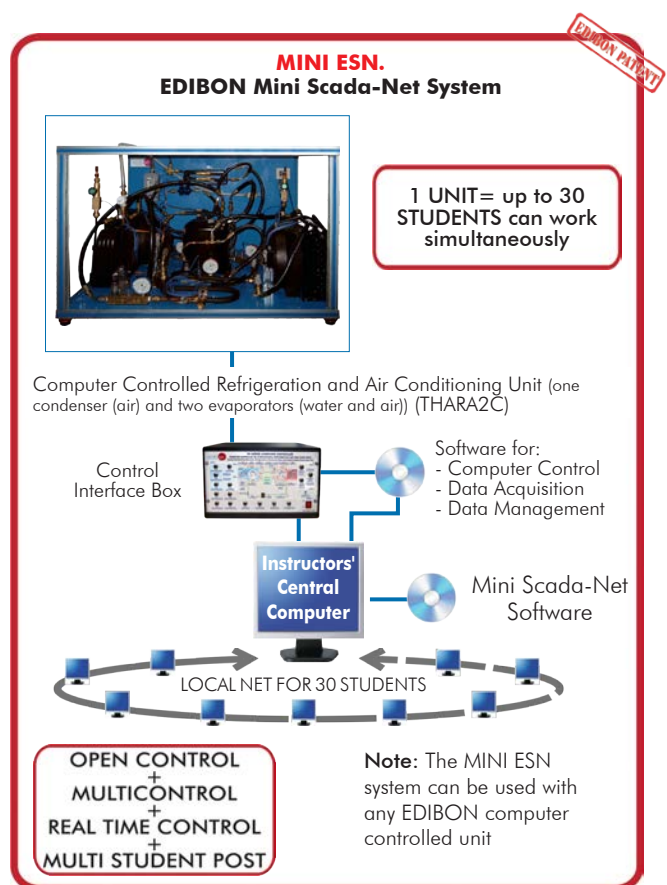 EDIBON PATENT
MINI ESN.
EDIBON Mini Scada-Net System
1 UNIT= up to 30
STUDENTS can work
simultaneously
Computer Controlled Refrigeration and Air Conditioning Unit (one
condenser (air) and two evaporators (water and air)) (THARA2C)
Control
Interface Box
Software for:
- Computer Control
- Data Acquisition
- Data Management
Instructors'
Central
Computer
Mini Scada-Net
Software
LOCAL NET FOR 30 STUDENTS
OPEN CONTROL
+
MULTICONTROL
+
REAL TIME CONTROL
+
MULTI STUDENT POST
Note: The MINI ESN
system can be used with
any EDIBON computer
controlled unit